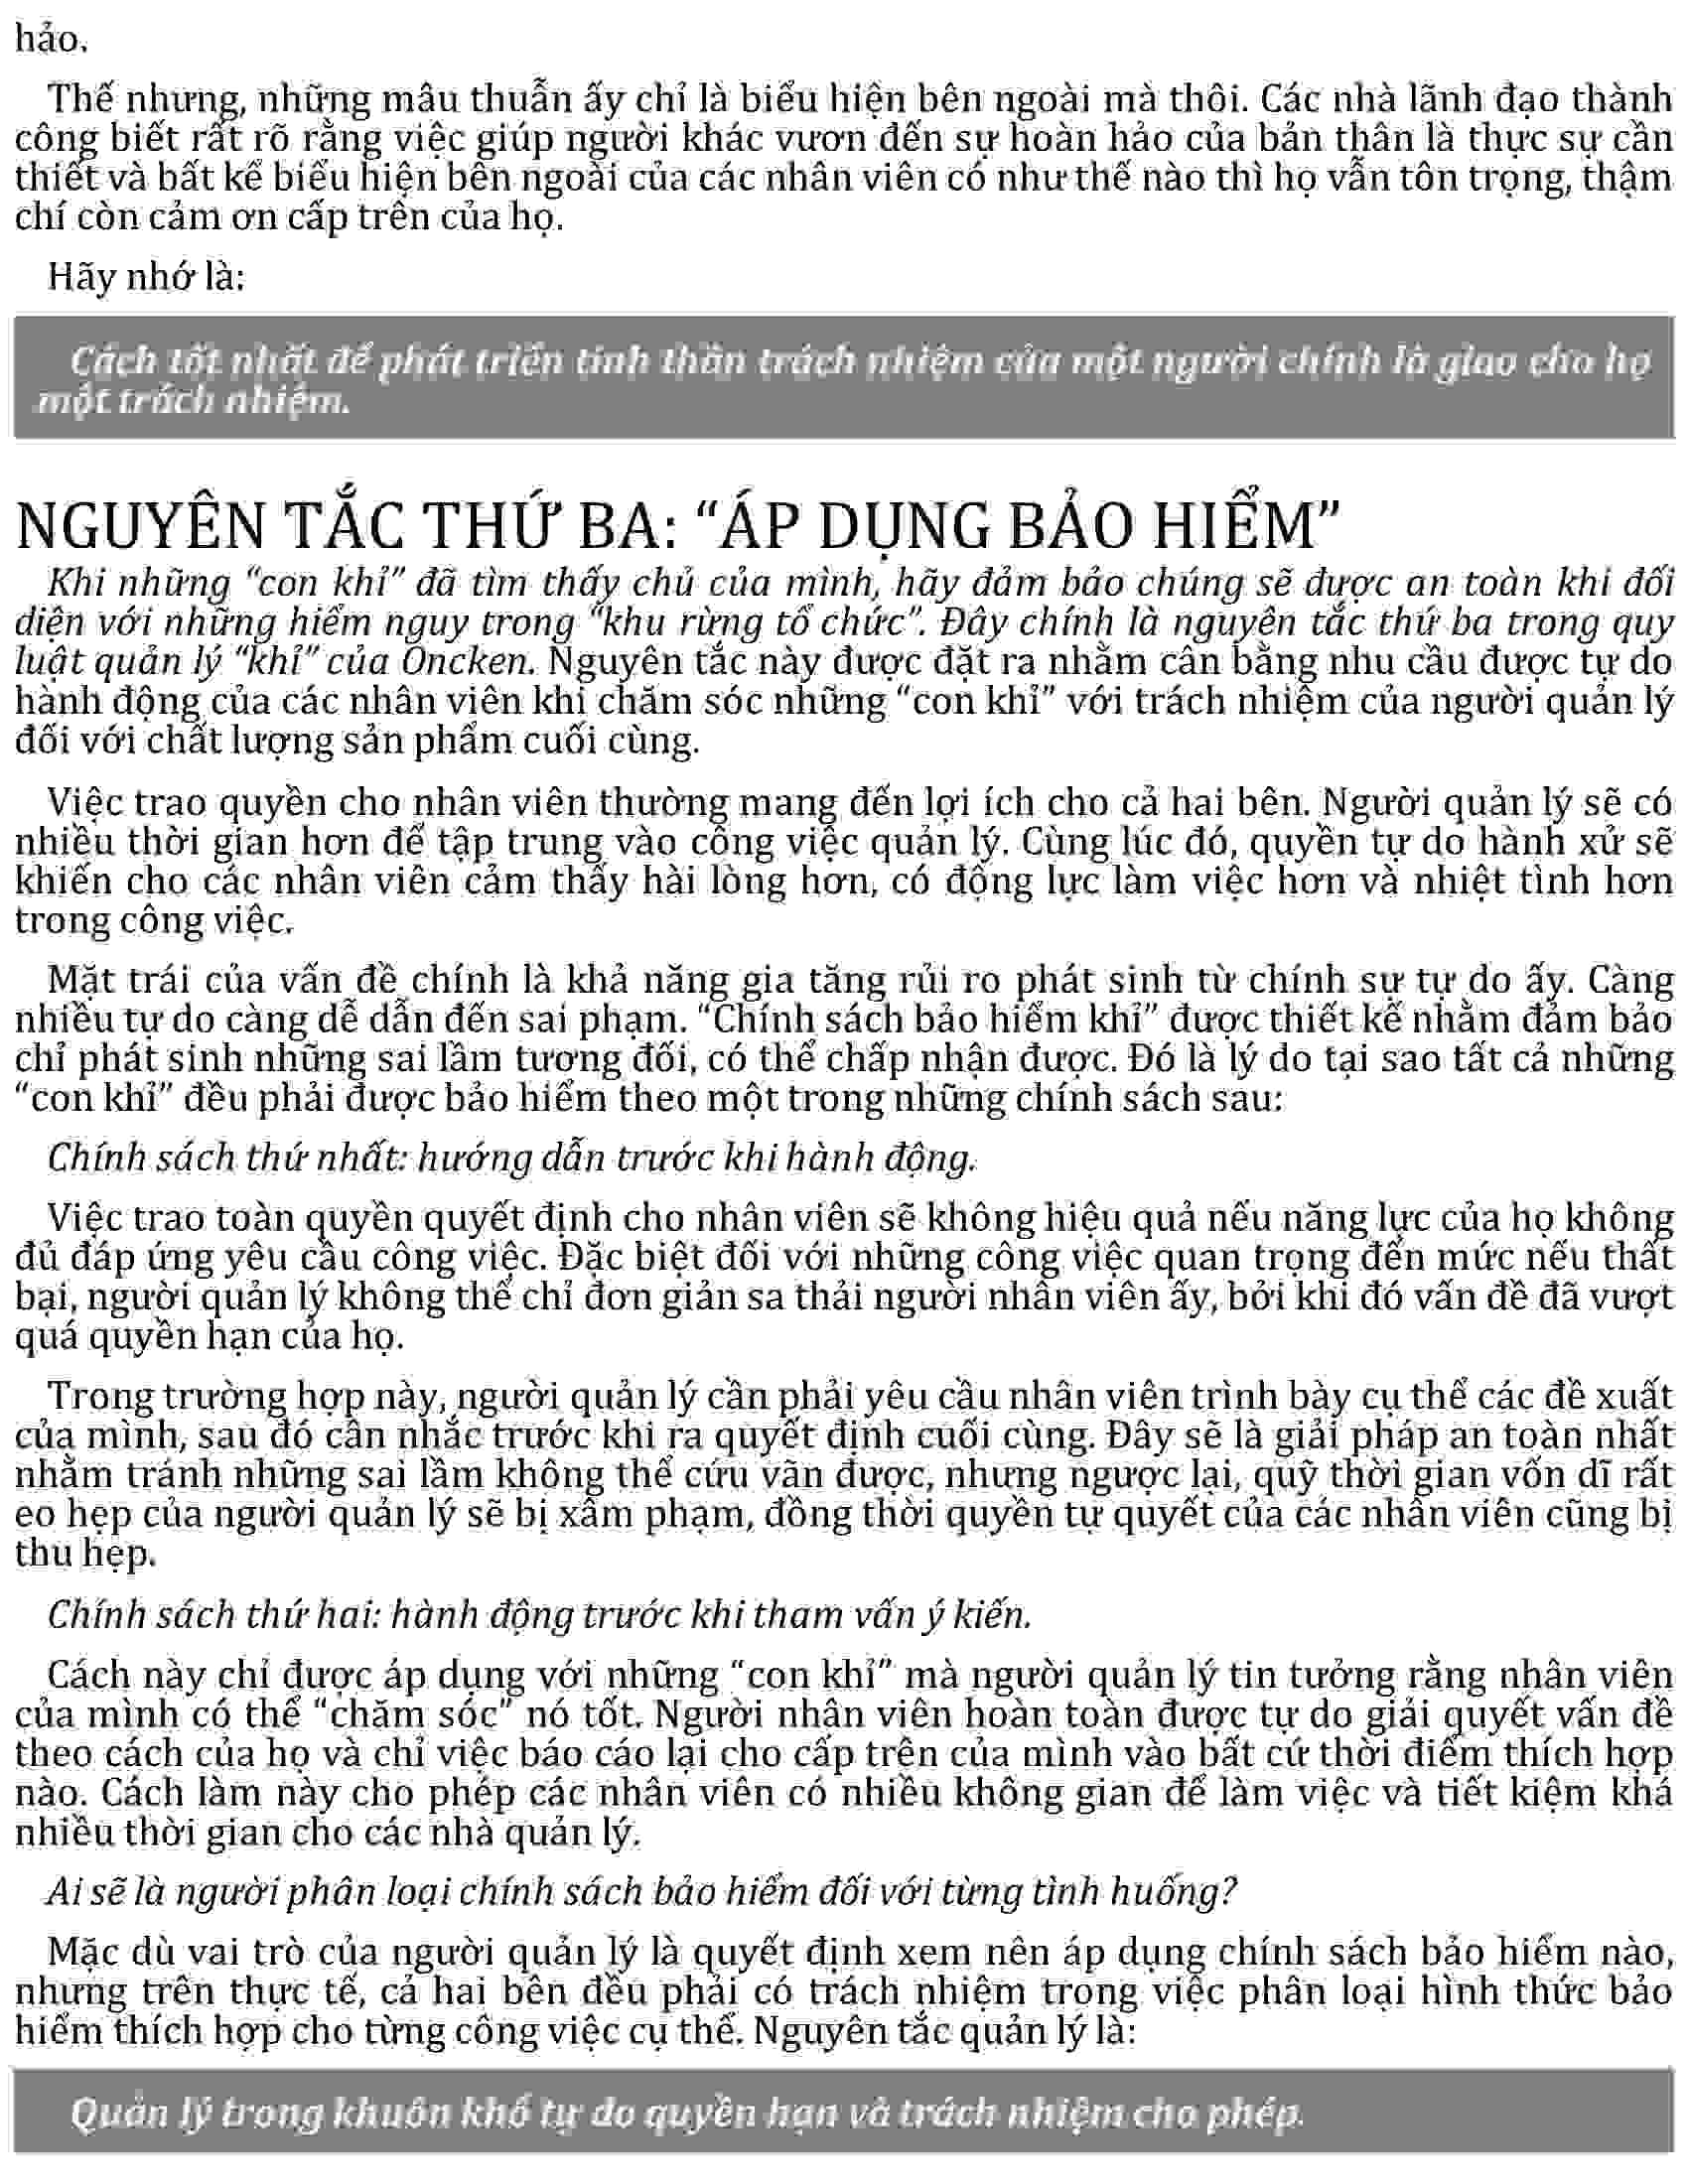 hảo.
Thế nhưng, những mâu thuẫn ấy chỉ là biểu hiện bên ngoài mà thôi. Các nhà lãnh đạo thành
công biết rất rõ rằng việc giúp người khác vươn đến sự hoàn hảo của bản thân là thực sự cần
thiết và bất kể biểu hiện bên ngoài của các nhân viên có như thế nào thì họ vẫn tôn trọng, thậm
chí còn cảm ơn cấp trên của họ.
Hãy nhớ là:
Cách tốt nhất để phát triển tinh thần trách nhiệm của một người chính là giao cho họ
một trách nhiệm.
NGUYÊN TẮC THỨ BA: “ÁP DỤNG BẢO HIỂM”
Khi những “con khỉ” đã tìm thấy chủ của mình, hãy đảm bảo chúng sẽ được an toàn khi đối
diện với những hiểm nguy trong “khu rừng tổ chức”. Đây chính là nguyên tắc thứ ba trong quy
luật quản lý “khỉ” của Oncken. Nguyên tắc này được đặt ra nhằm cân bằng nhu cầu được tự do
hành động của các nhân viên khi chăm sóc những “con khỉ” với trách nhiệm của người quản lý
đối với chất lượng sản phẩm cuối cùng.
Việc trao quyền cho nhân viên thường mang đến lợi ích cho cả hai bên. Người quản lý sẽ có
nhiều thời gian hơn để tập trung vào công việc quản lý. Cùng lúc đó, quyền tự do hành xử sẽ
khiến cho các nhân viên cảm thấy hài lòng hơn, có động lực làm việc hơn và nhiệt tình hơn
trong công việc.
Mặt trái của vấn đề chính là khả năng gia tăng rủi ro phát sinh từ chính sự tự do ấy. Càng
nhiều tự do càng dễ dẫn đến sai phạm. “Chính sách bảo hiểm khỉ” được thiết kế nhằm đảm bảo
chỉ phát sinh những sai lầm tương đối, có thể chấp nhận được. Đó là lý do tại sao tất cả những
“con khỉ” đều phải được bảo hiểm theo một trong những chính sách sau:
Chính sách thứ nhất: hướng dẫn trước khi hành động.
Việc trao toàn quyền quyết định cho nhân viên sẽ không hiệu quả nếu năng lực của họ không
đủ đáp ứng yêu cầu công việc. Đặc biệt đối với những công việc quan trọng đến mức nếu thất
bại, người quản lý không thể chỉ đơn giản sa thải người nhân viên ấy, bởi khi đó vấn đề đã vượt
quá quyền hạn của họ.
Trong trường hợp này, người quản lý cần phải yêu cầu nhân viên trình bày cụ thể các đề xuất
của mình, sau đó cân nhắc trước khi ra quyết định cuối cùng. Đây sẽ là giải pháp an toàn nhất
nhằm tránh những sai lầm không thể cứu vãn được, nhưng ngược lại, quỹ thời gian vốn dĩ rất
eo hẹp của người quản lý sẽ bị xâm phạm, đồng thời quyền tự quyết của các nhân viên cũng bị
thu hẹp.
Chính sách thứ hai: hành động trước khi tham vấn ý kiến.
Cách này chỉ được áp dụng với những “con khỉ” mà người quản lý tin tưởng rằng nhân viên
của mình có thể “chăm sóc” nó tốt. Người nhân viên hoàn toàn được tự do giải quyết vấn đề
theo cách của họ và chỉ việc báo cáo lại cho cấp trên của mình vào bất cứ thời điểm thích hợp
nào. Cách làm này cho phép các nhân viên có nhiều không gian để làm việc và tiết kiệm khá
nhiều thời gian cho các nhà quản lý.
Ai sẽ là người phân loại chính sách bảo hiểm đối với từng tình huống?
Mặc dù vai trò của người quản lý là quyết định xem nên áp dụng chính sách bảo hiểm nào,
nhưng trên thực tế, cả hai bên đều phải có trách nhiệm trong việc phân loại hình thức bảo
hiểm thích hợp cho từng công việc cụ thể. Nguyên tắc quản lý là:
Quản lý trong khuôn khổ tự do quyền hạn và trách nhiệm cho phép.